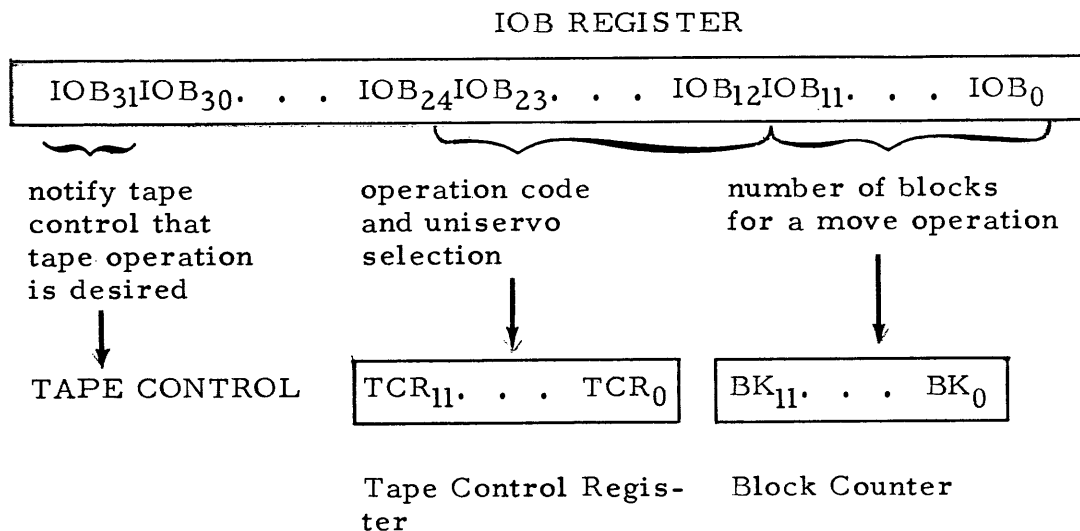 IOB REGISTER
IOB31IOB30. . . IOB24IOB23. . . IOB12IOB11. . . IOB0
notify tape
control that
tape operation
is desired
operation code
and uniservo
selection
number of blocks
for a move operation
TAPE CONTROL
TCR11. . . TCR0
BK11. . . BK0
Tape Control Regis-
ter
Block Counter